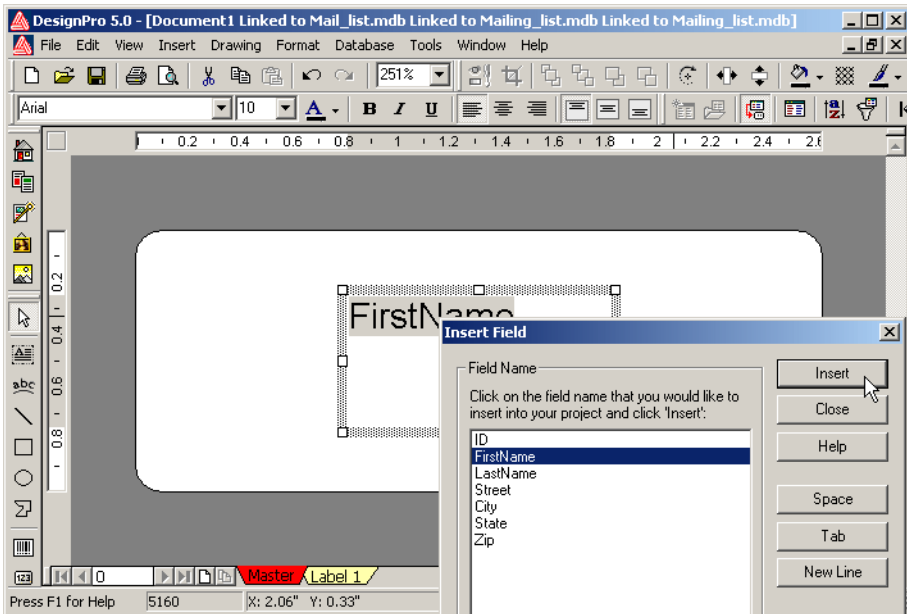 DesignPro 5.0 - [Document1 Linked to Mail_list.mdb Linked to Mailing_list.mdb Linked to Mailing_list.mdb]
File Edit View Insert Drawing Format Database Tools Window Help
251%
Arial 10 A B I U
0.2 0.4 0.6 0.8 1 1.2 1.4 1.6 1.8 2 2.2 2.4 2.6
0.2
0.4
0.6
0.8
abc
123
FirstName
Insert Field
Field Name
Click on the field name that you would like to
insert into your project and click 'Insert':
ID
FirstName
LastName
Street
City
State
Zip
Insert
Close
Help
Space
Tab
New Line
0 Master Label 1
Press F1 for Help 5160 X: 2.06" Y: 0.33"